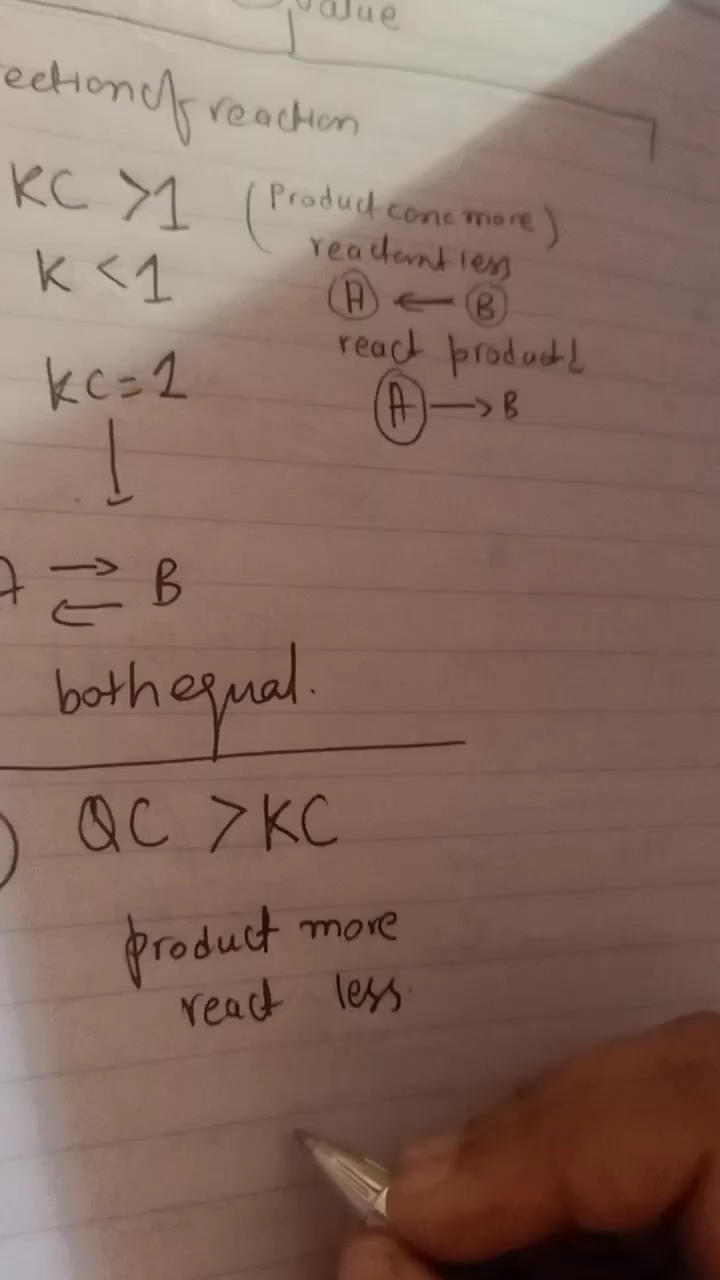 value
ection of reaction
KC >1 (Product conc more)
reactant less
K <1 A ← B
react product
KC=1 A → B
A ⇌ B
both equal.
QC >KC
product more
react less.